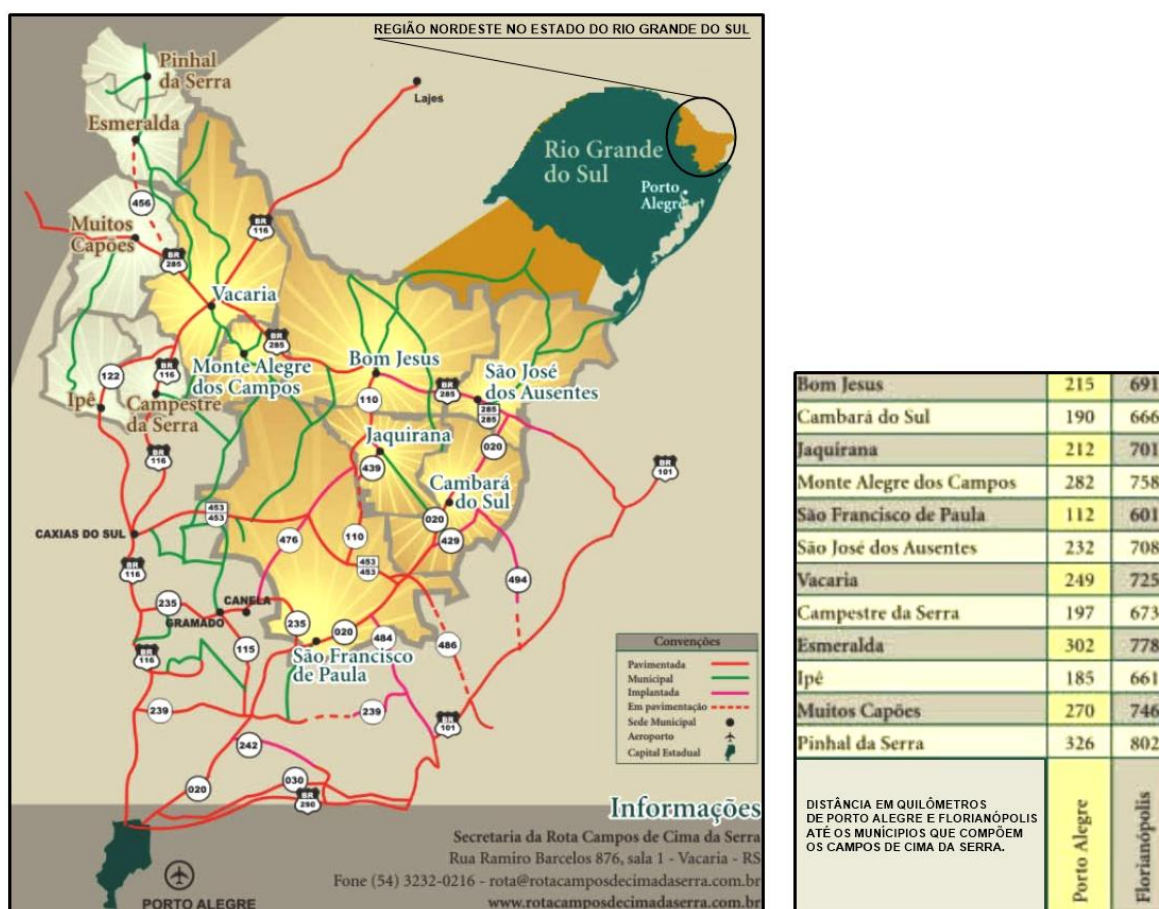 REGIÃO NORDESTE NO ESTADO DO RIO GRANDE DO SUL
Pinhal
da Serra
Lajes
Esmeralda
Rio Grande
do Sul
Porto
Alegre
456
BR
116
Muitos
Capões
BR
285
Vacaria
BR
285
122
BR
116
Monte Alegre
dos Campos
Bom Jesus
BR
285
São José
dos Ausentes
Ipê
Campestre
da Serra
110
285
285
BR
116
Jaquirana
020
439
BR
101
Cambará
do Sul
453
453
020
CAXIAS DO SUL
476
110
429
453
453
BR
116
494
235
CANELA
GRAMADO
235
020
484
486
115
BR
116
São Francisco
de Paula
239
239
BR
101
242
020
030
BR
290
Convenções
Pavimentada
Municipal
Implantada
Em pavimentação
Sede Municipal
Aeroporto
Capital Estadual
Informações
Secretaria da Rota Campos de Cima da Serra
Rua Ramiro Barcelos 876, sala 1 - Vacaria - RS
Fone (54) 3232-0216 - rota@rotacamposdecimadaserra.com.br
www.rotacamposdecimadaserra.com.br
PORTO ALEGRE
Bom Jesus 215 691
Cambará do Sul 190 666
Jaquirana 212 701
Monte Alegre dos Campos 282 758
São Francisco de Paula 112 601
São José dos Ausentes 232 708
Vacaria 249 725
Campestre da Serra 197 673
Esmeralda 302 778
Ipê 185 661
Muitos Capões 270 746
Pinhal da Serra 326 802
DISTÂNCIA EM QUILÔMETROS
DE PORTO ALEGRE E FLORIANÓPOLIS
ATÉ OS MUNÍCIPIOS QUE COMPÕEM
OS CAMPOS DE CIMA DA SERRA.
Porto Alegre
Florianópolis